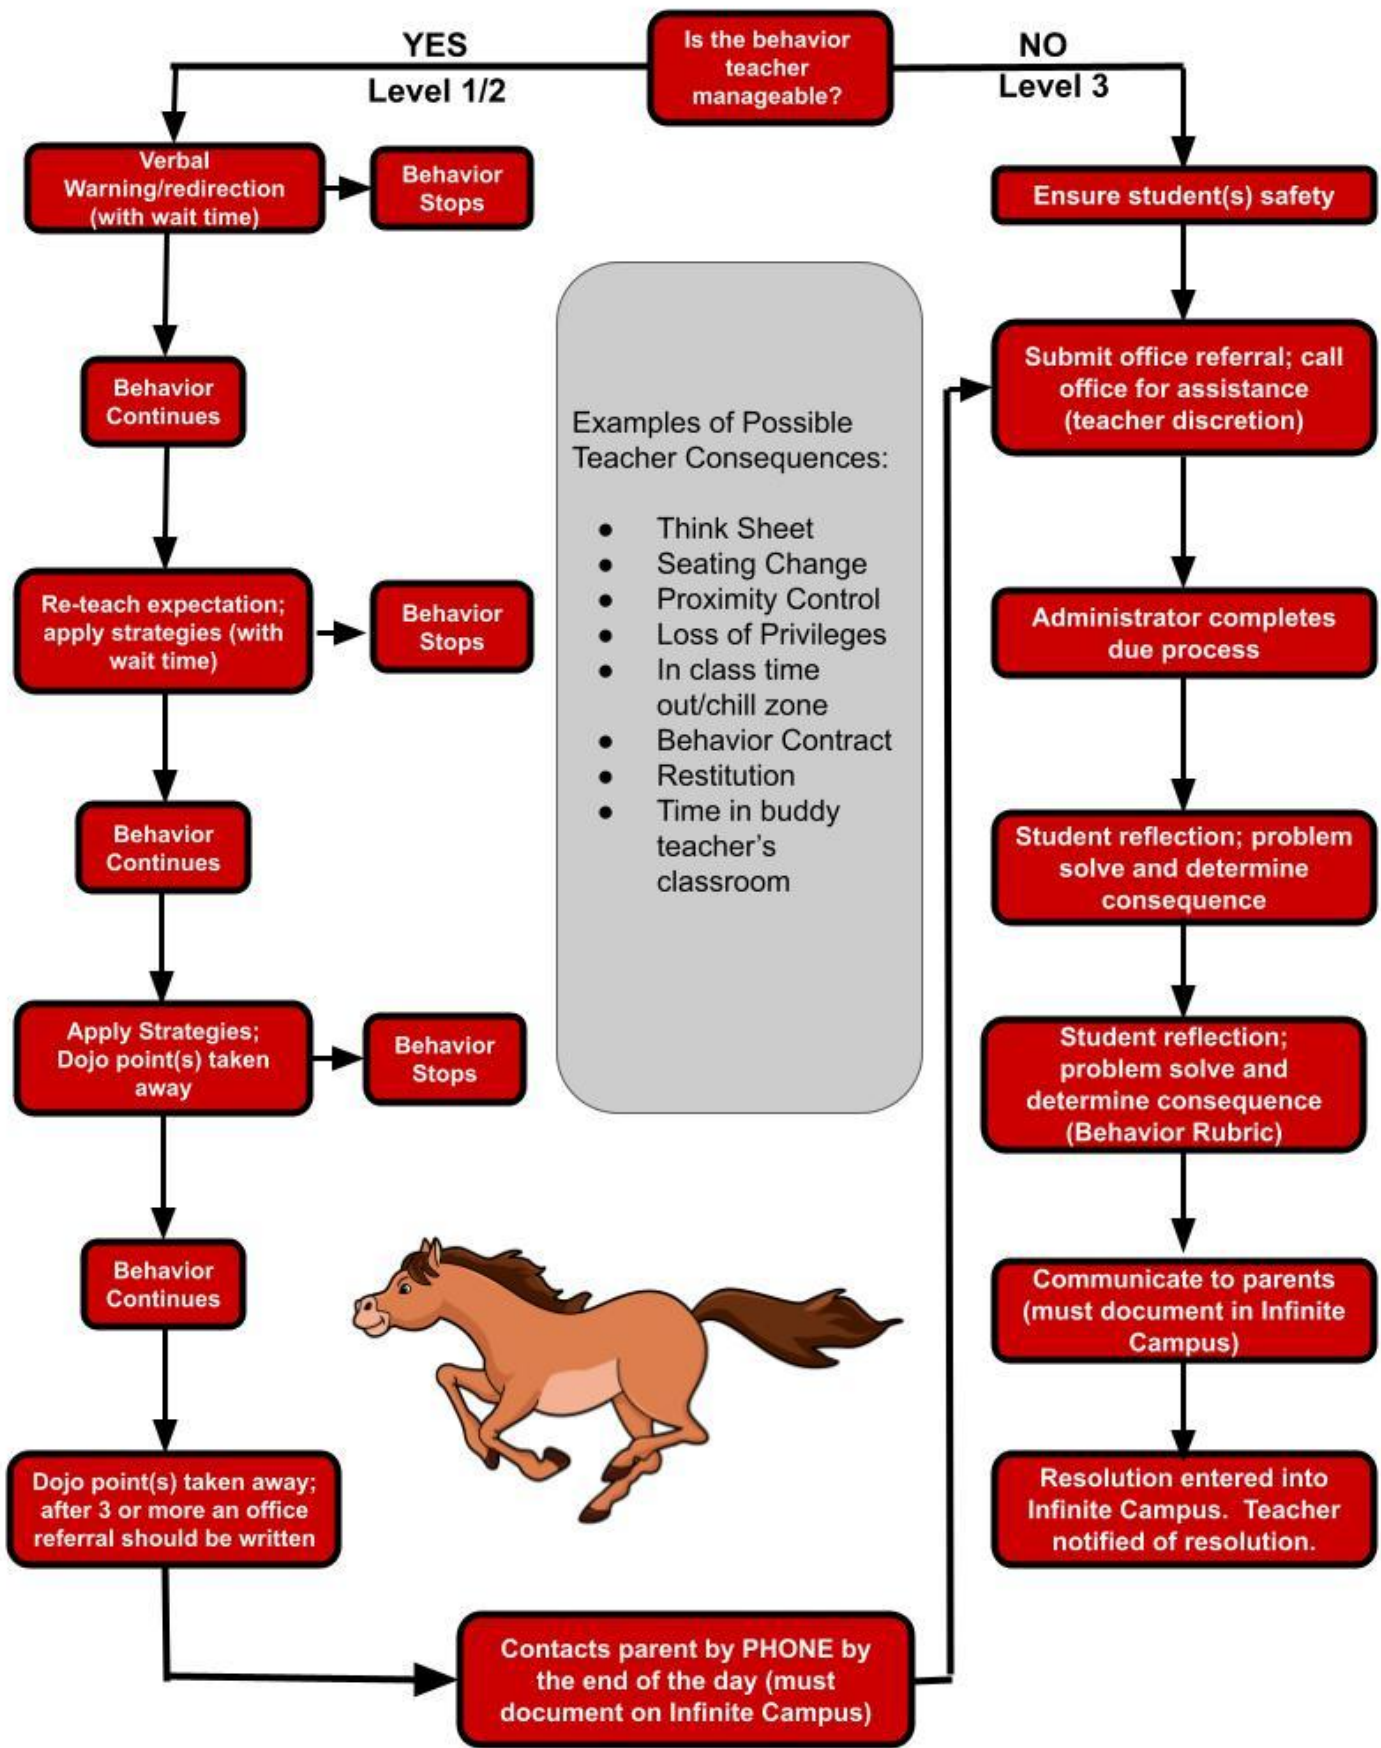 Is the behavior
teacher
manageable?
YES
Level 1/2
NO
Level 3
Verbal
Warning/redirection
(with wait time)
Behavior
Stops
Behavior
Continues
Re-teach expectation;
apply strategies (with
wait time)
Behavior
Stops
Behavior
Continues
Apply Strategies;
Dojo point(s) taken
away
Behavior
Stops
Behavior
Continues
Dojo point(s) taken away;
after 3 or more an office
referral should be written
Contacts parent by PHONE by
the end of the day (must
document on Infinite Campus)
Examples of Possible
Teacher Consequences:
● Think Sheet
● Seating Change
● Proximity Control
● Loss of Privileges
● In class time
out/chill zone
● Behavior Contract
● Restitution
● Time in buddy
teacher’s
classroom
Ensure student(s) safety
Submit office referral; call
office for assistance
(teacher discretion)
Administrator completes
due process
Student reflection; problem
solve and determine
consequence
Student reflection;
problem solve and
determine consequence
(Behavior Rubric)
Communicate to parents
(must document in Infinite
Campus)
Resolution entered into
Infinite Campus.  Teacher
notified of resolution.